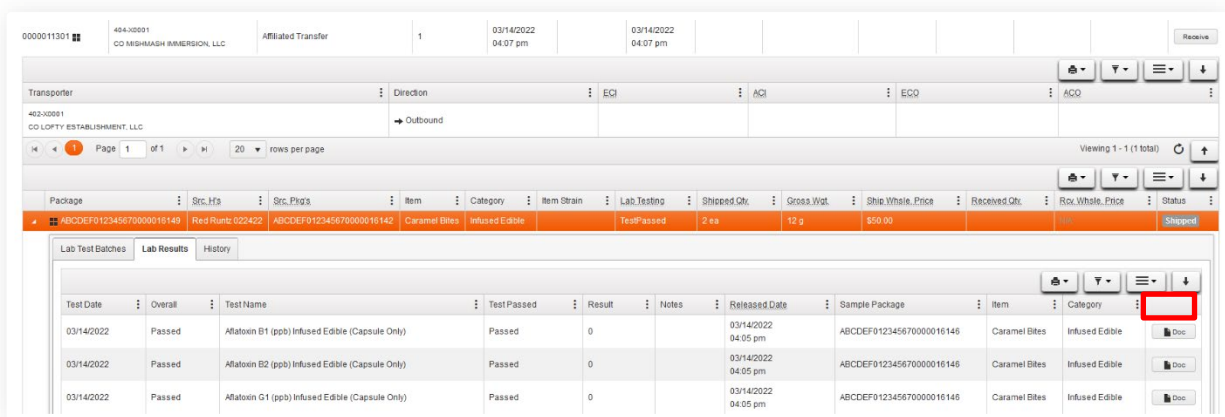 0000011301 404-X0001 CO MISHMASH IMMERSION, LLC Affiliated Transfer 1 03/14/2022 04:07 pm 03/14/2022 04:07 pm Receive
Transporter Direction ECI ACI ECO ACO
402-X0001 CO LOFTY ESTABLISHMENT, LLC Outbound
1 Page 1 of 1 20 rows per page Viewing 1 - 1 (1 total)
Package Src. H's Src. Pkg's Item Category Item Strain Lab Testing Shipped Qty. Gross Wgt. Ship Whsle. Price Received Qty. Rcv. Whsle. Price Status
ABCDEF012345670000016149 Red Runtz 022422 ABCDEF012345670000016142 Caramel Bites Infused Edible TestPassed 2 ea 12 g $50.00 NA Shipped
Lab Test Batches Lab Results History
Test Date Overall Test Name Test Passed Result Notes Released Date Sample Package Item Category
03/14/2022 Passed Aflatoxin B1 (ppb) Infused Edible (Capsule Only) Passed 0 03/14/2022 04:05 pm ABCDEF012345670000016146 Caramel Bites Infused Edible Doc
03/14/2022 Passed Aflatoxin B2 (ppb) Infused Edible (Capsule Only) Passed 0 03/14/2022 04:05 pm ABCDEF012345670000016146 Caramel Bites Infused Edible Doc
03/14/2022 Passed Aflatoxin G1 (ppb) Infused Edible (Capsule Only) Passed 0 03/14/2022 04:05 pm ABCDEF012345670000016146 Caramel Bites Infused Edible Doc